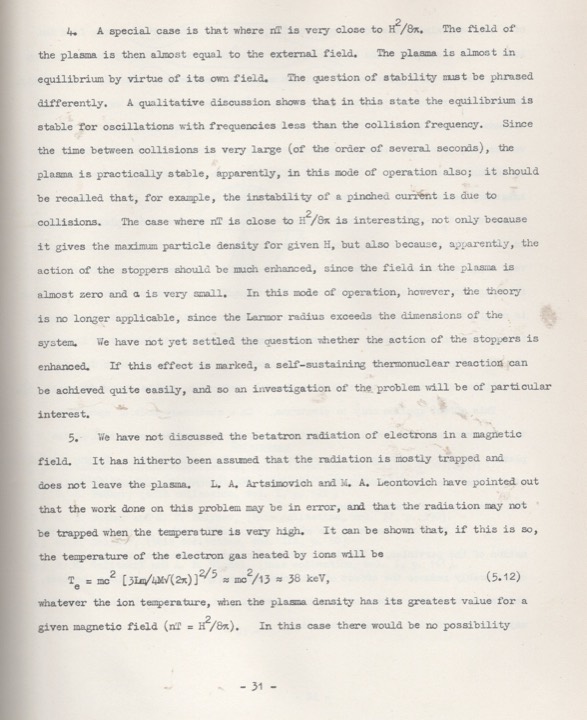 4. A special case is that where nT is very close to H²/8π. The field of
the plasma is then almost equal to the external field. The plasma is almost in
equilibrium by virtue of its own field. The question of stability must be phrased
differently. A qualitative discussion shows that in this state the equilibrium is
stable for oscillations with frequencies less than the collision frequency. Since
the time between collisions is very large (of the order of several seconds), the
plasma is practically stable, apparently, in this mode of operation also; it should
be recalled that, for example, the instability of a pinched current is due to
collisions. The case where nT is close to H²/8π is interesting, not only because
it gives the maximum particle density for given H, but also because, apparently, the
action of the stoppers should be much enhanced, since the field in the plasma is
almost zero and α is very small. In this mode of operation, however, the theory
is no longer applicable, since the Larmor radius exceeds the dimensions of the
system. We have not yet settled the question whether the action of the stoppers is
enhanced. If this effect is marked, a self-sustaining thermonuclear reaction can
be achieved quite easily, and so an investigation of the problem will be of particular
interest.
5. We have not discussed the betatron radiation of electrons in a magnetic
field. It has hitherto been assumed that the radiation is mostly trapped and
does not leave the plasma. L. A. Artsimovich and M. A. Leontovich have pointed out
that the work done on this problem may be in error, and that the radiation may not
be trapped when the temperature is very high. It can be shown that, if this is so,
the temperature of the electron gas heated by ions will be
Tₑ = mc² [3Lm/4M√(2π)]^2/5 ≈ mc²/13 ≈ 38 keV, (5.12)
whatever the ion temperature, when the plasma density has its greatest value for a
given magnetic field (nT = H²/8π). In this case there would be no possibility
- 31 -